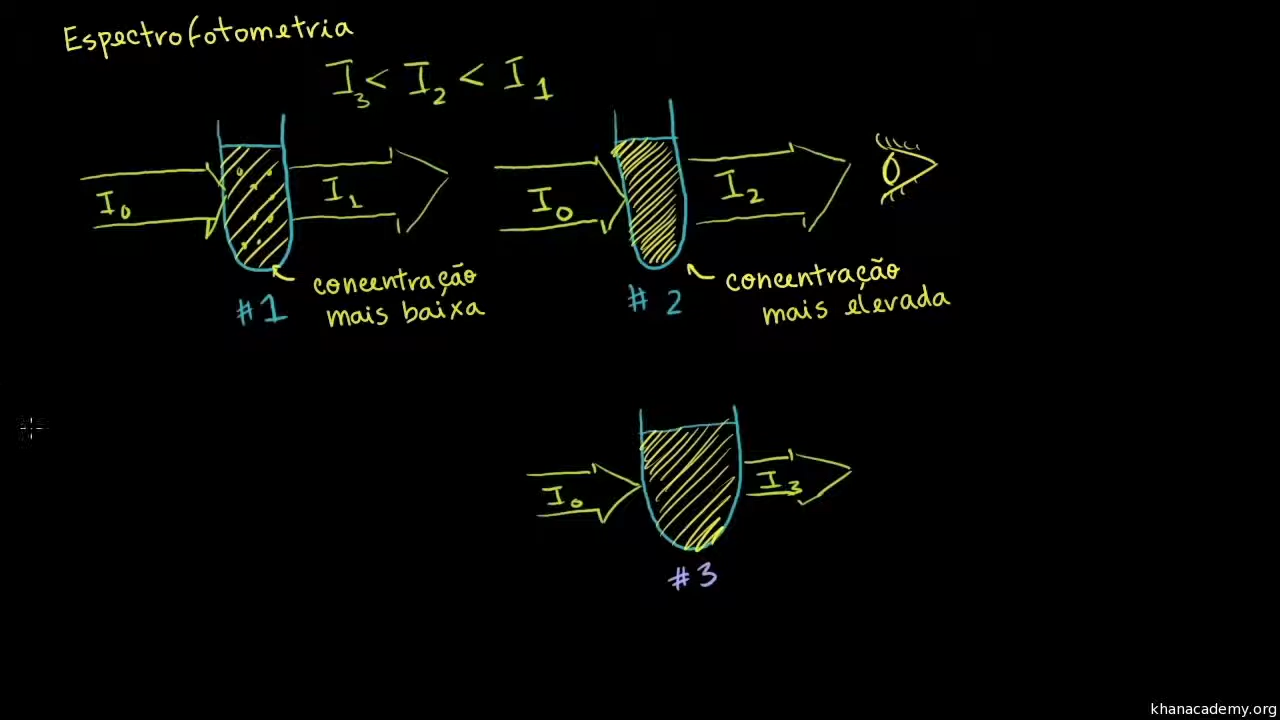 Espectrofotometria
I₃ < I₂ < I₁
I₀
I₁
I₀
I₂
concentração
mais baixa
#1
concentração
mais elevada
# 2
I₀
I₃
#3
khanacademy.org